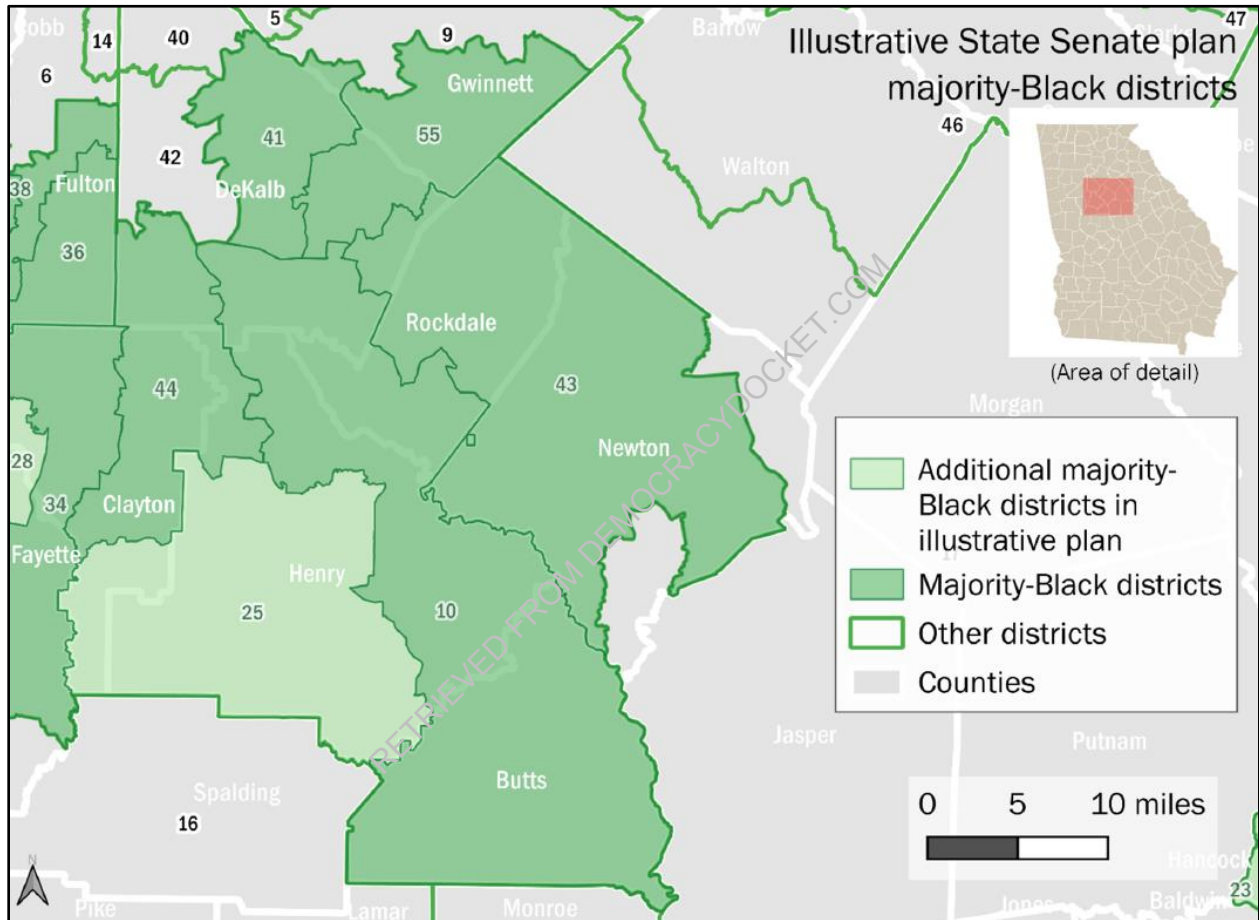 Cobb
14
40
5
9
Barrow
47
Clarke
Illustrative State Senate plan
majority-Black districts
6
Gwinnett
41
55
46
42
Walton
38
Fulton
DeKalb
36
Rockdale
(Area of detail)
44
43
Morgan
Newton
Additional majority-
Black districts in
illustrative plan
Majority-Black districts
Other districts
Counties
28
34
Clayton
17
Fayette
Henry
25
10
RETRIEVED FROM DEMOCRACYDOCKET.COM
Jasper
Putnam
Spalding
Butts
0 5 10 miles
16
N
Hancock
23
Pike
Lamar
Monroe
Jones
Baldwin